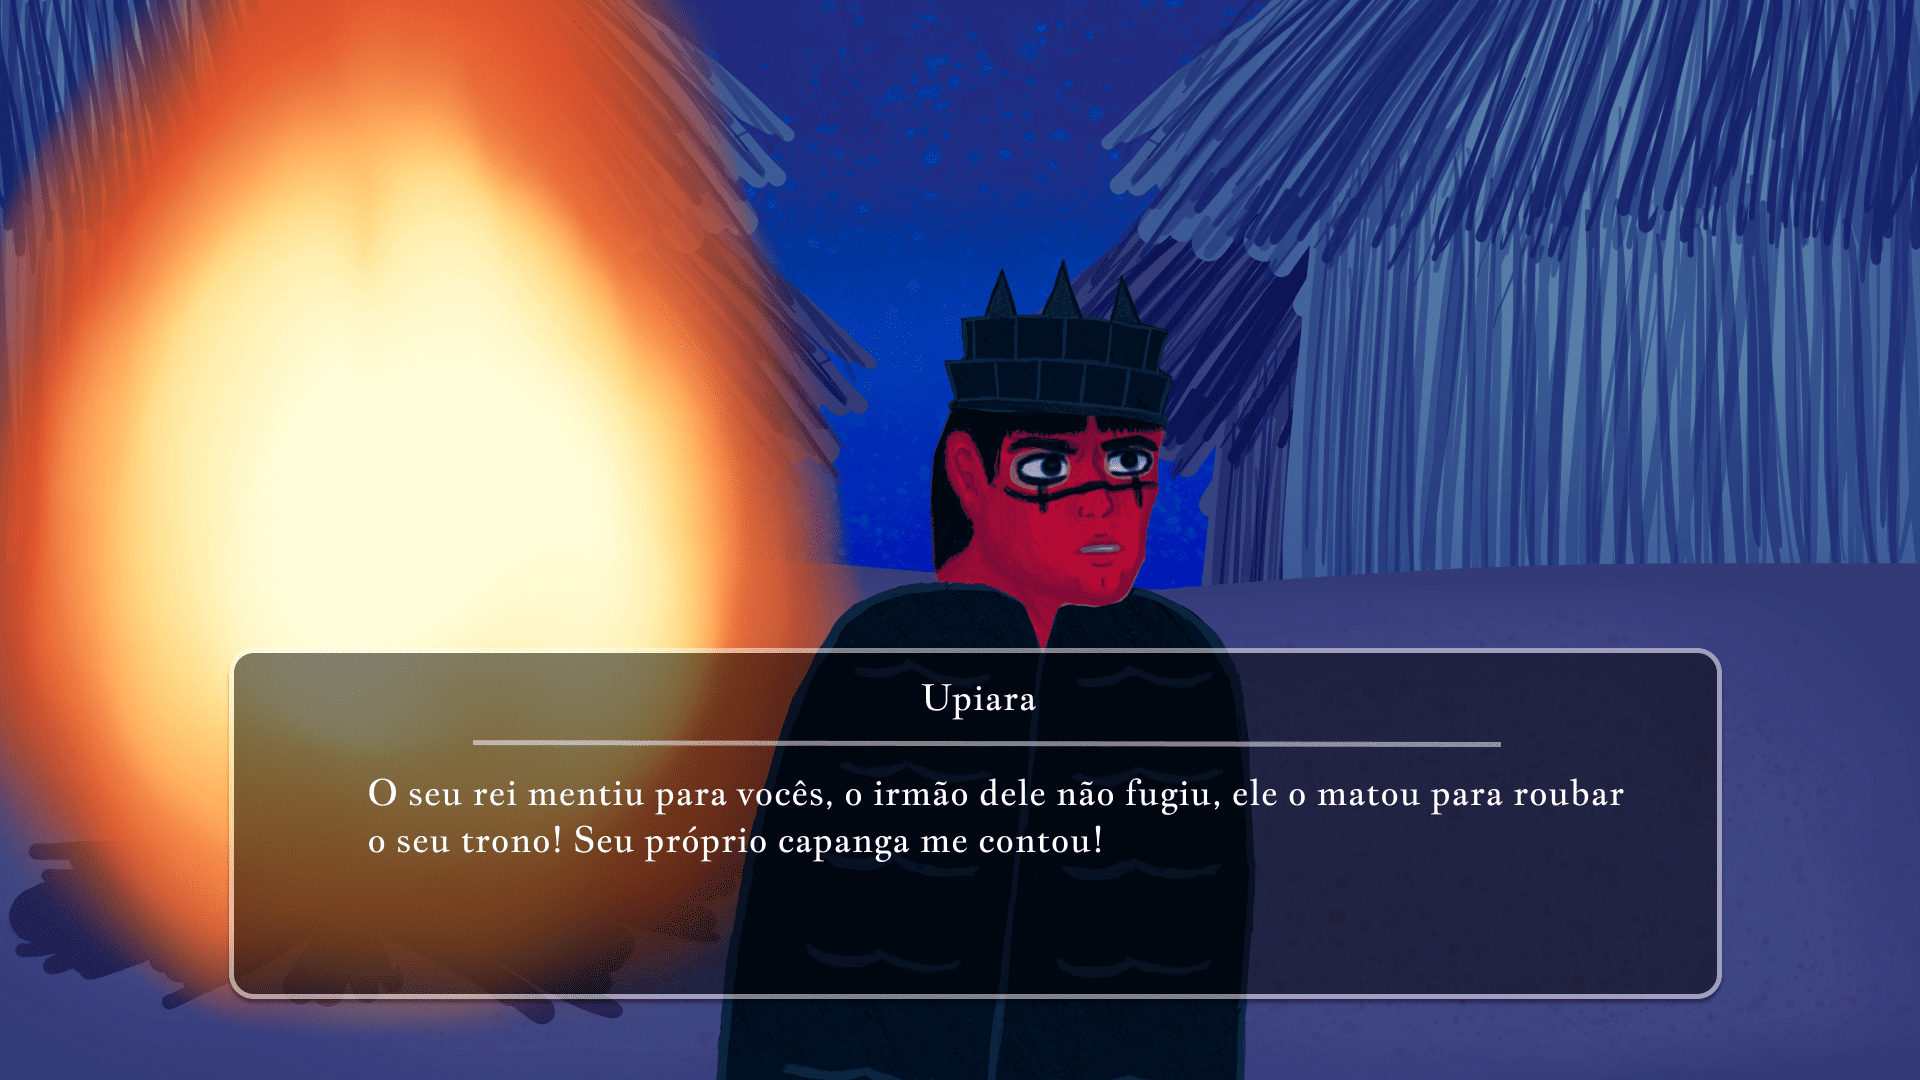 Upiara
O seu rei mentiu para vocês, o irmão dele não fugiu, ele o matou para roubar
o seu trono! Seu próprio capanga me contou!